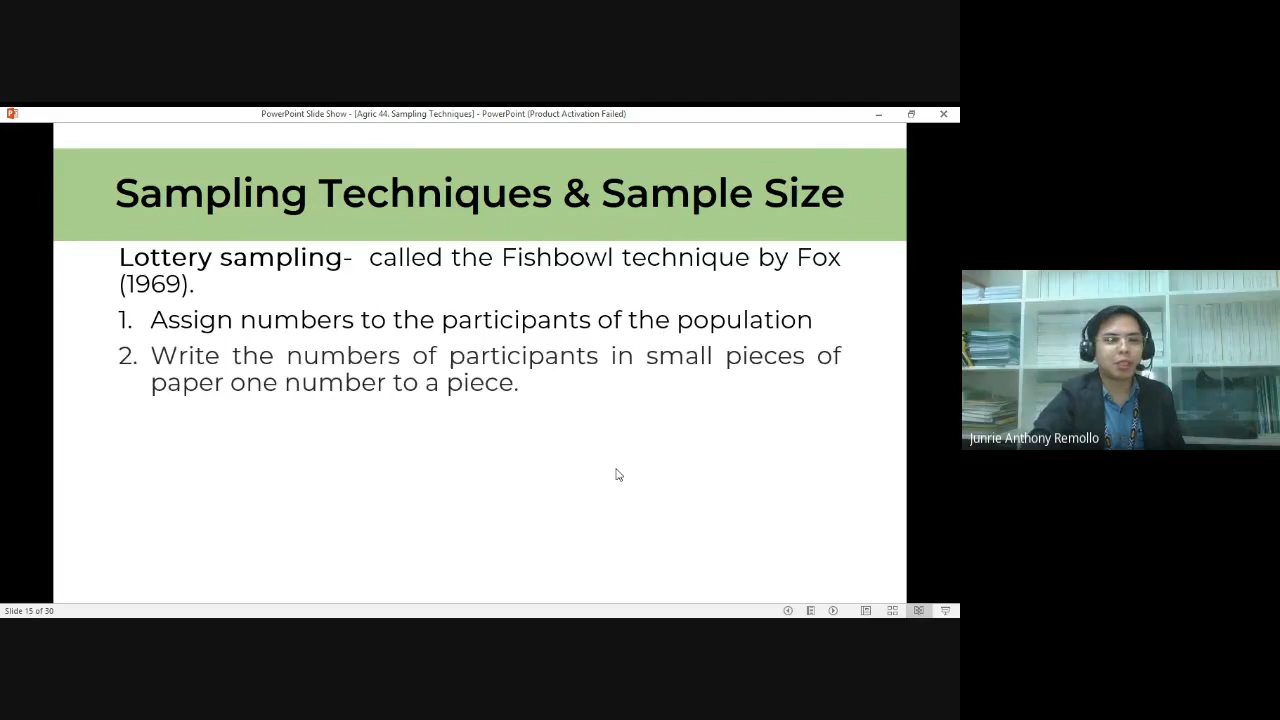 PowerPoint Slide Show - [Agric 44. Sampling Techniques] - PowerPoint (Product Activation Failed)
Sampling Techniques & Sample Size
Lottery sampling- called the Fishbowl technique by Fox
(1969).
1. Assign numbers to the participants of the population
2. Write the numbers of participants in small pieces of
paper one number to a piece.
Junrie Anthony Remollo
Slide 15 of 30